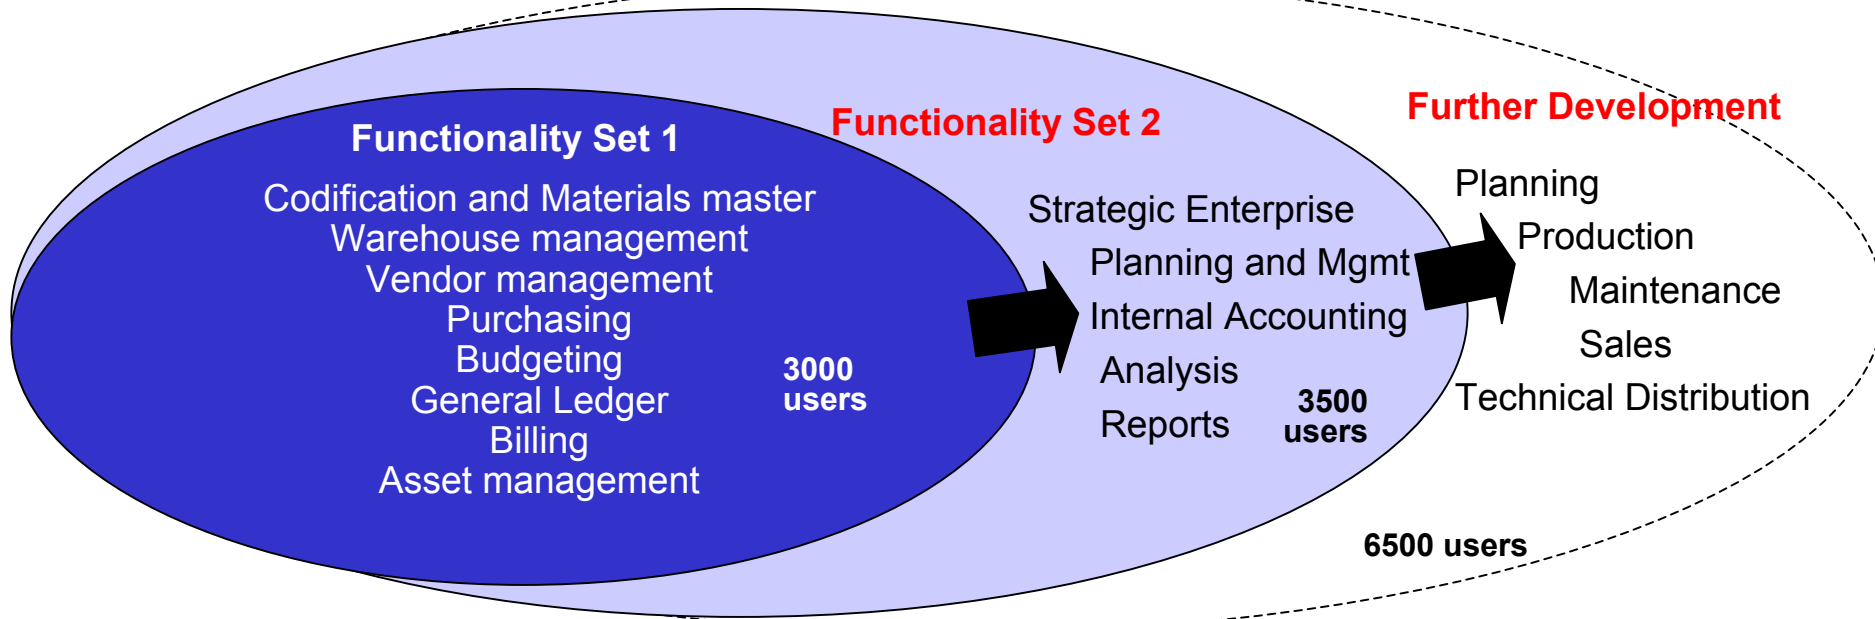 Functionality Set 1
Codification and Materials master
Warehouse management
Vendor management
Purchasing
Budgeting
General Ledger
Billing
Asset management
3000
users
Functionality Set 2
Strategic Enterprise
Planning and Mgmt
Internal Accounting
Analysis
Reports
3500
users
Further Development
Planning
Production
Maintenance
Sales
Technical Distribution
6500 users